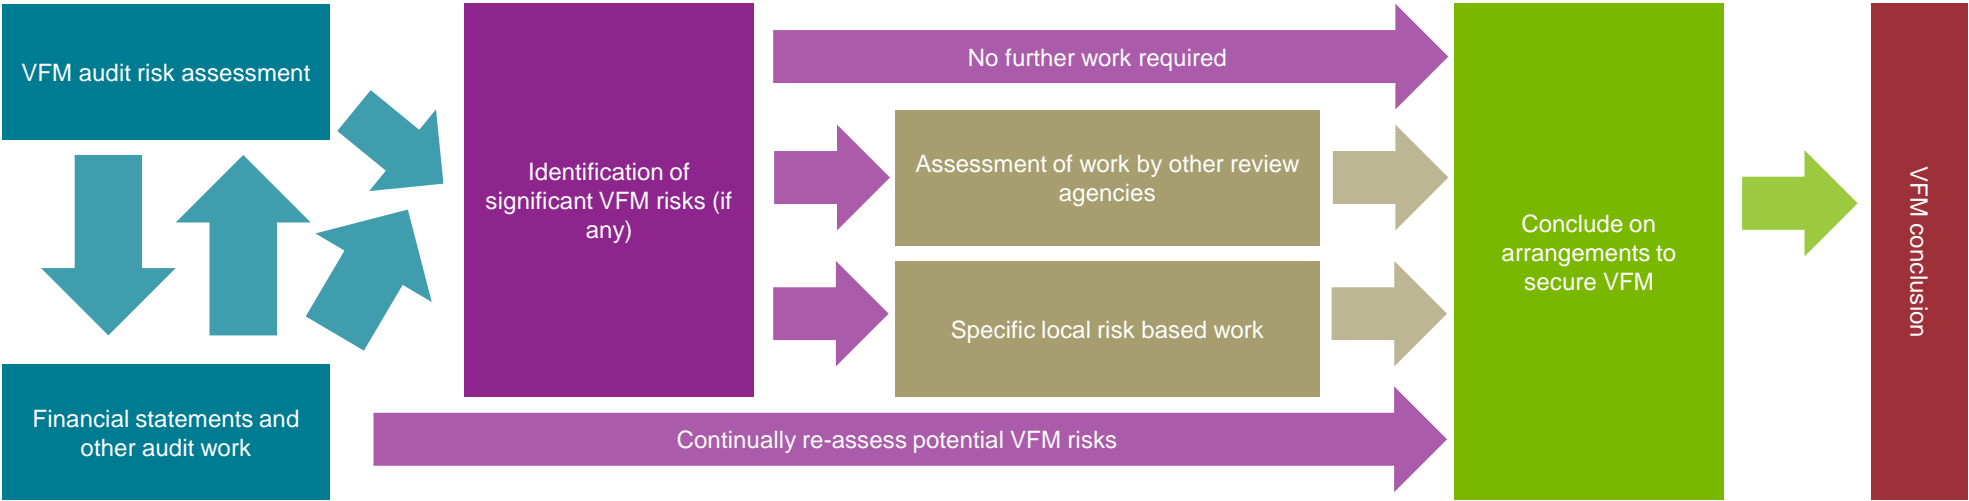 VFM audit risk assessment
Financial statements and
other audit work
Identification of
significant VFM risks (if
any)
No further work required
Assessment of work by other review
agencies
Specific local risk based work
Continually re-assess potential VFM risks
Conclude on
arrangements to
secure VFM
VFM conclusion